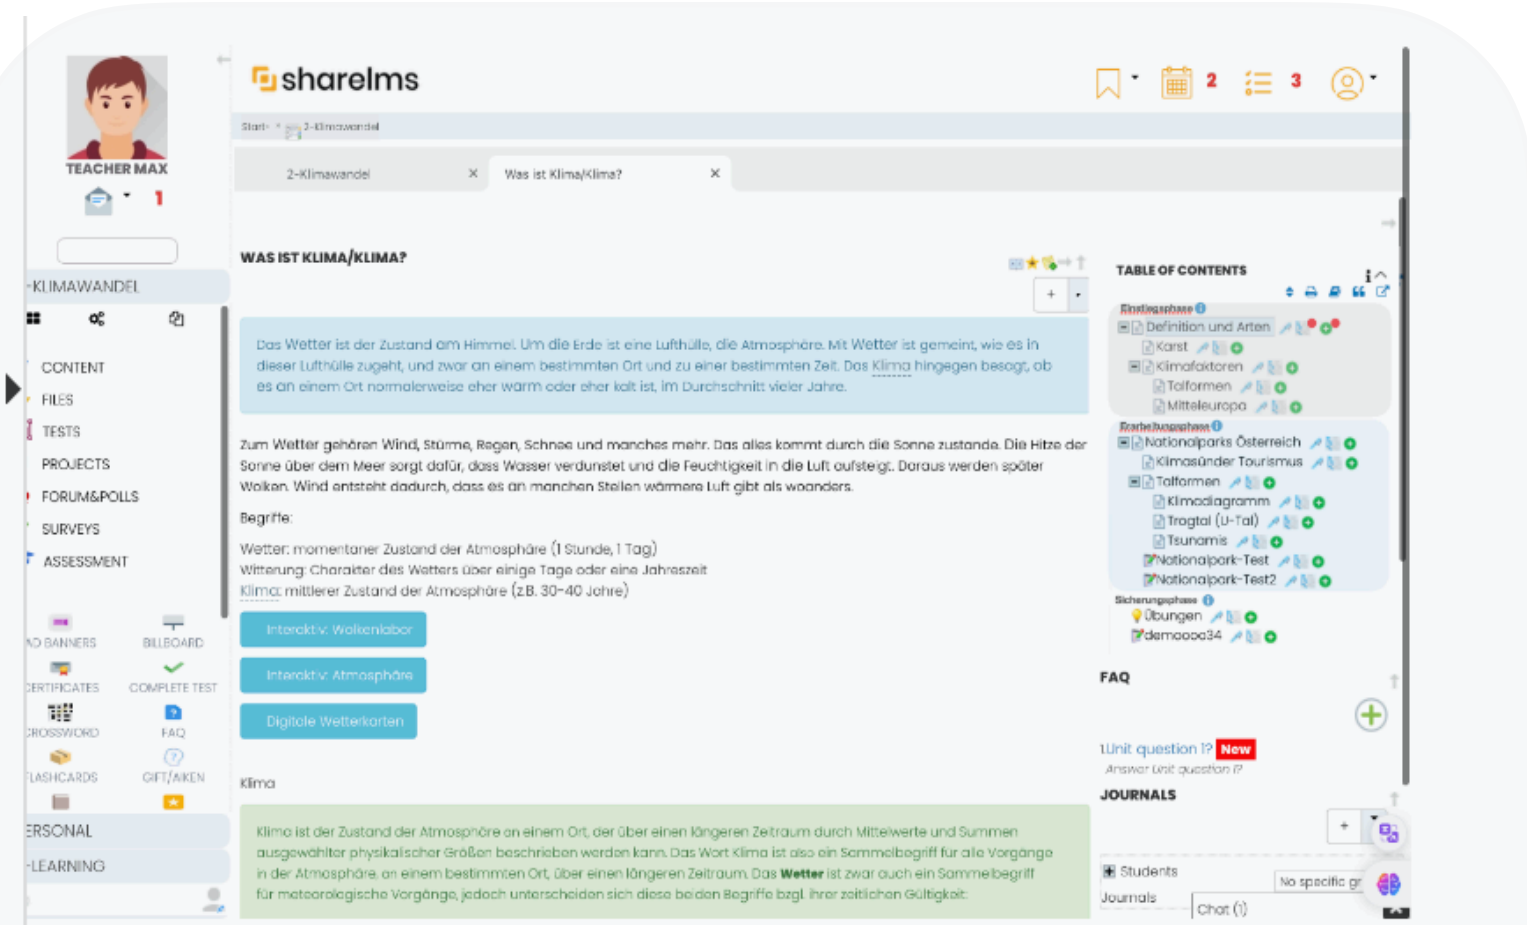 sharelms
2
3
TEACHER MAX
1
Start
2-Klimawandel
2-Klimawandel
Was ist Klima/Klima?
-KLIMAWANDEL
CONTENT
FILES
TESTS
PROJECTS
FORUM&POLLS
SURVEYS
ASSESSMENT
AD BANNERS
BILLBOARD
CERTIFICATES
COMPLETE TEST
CROSSWORD
FAQ
FLASHCARDS
GIFT/AIKEN
ERSONAL
-LEARNING
WAS IST KLIMA/KLIMA?
Das Wetter ist der Zustand am Himmel. Um die Erde ist eine Lufthülle, die Atmosphäre. Mit Wetter ist gemeint, wie es in
dieser Lufthülle zugeht, und zwar an einem bestimmten Ort und zu einer bestimmten Zeit. Das Klima hingegen besagt, ob
es an einem Ort normalerweise eher warm oder eher kalt ist, im Durchschnitt vieler Jahre.
Zum Wetter gehören Wind, Stürme, Regen, Schnee und manches mehr. Das alles kommt durch die Sonne zustande. Die Hitze der
Sonne über dem Meer sorgt dafür, dass Wasser verdunstet und die Feuchtigkeit in die Luft aufsteigt. Daraus werden später
Wolken. Wind entsteht dadurch, dass es an manchen Stellen wärmere Luft gibt als woanders.
Begriffe:
Wetter: momentaner Zustand der Atmosphäre (1 Stunde, 1 Tag)
Witterung: Charakter des Wetters über einige Tage oder eine Jahreszeit
Klima: mittlerer Zustand der Atmosphäre (z.B. 30-40 Jahre)
Interaktiv: Wolkenlabor
Interaktiv: Atmosphäre
Digitale Wetterkarten
Klima
Klima ist der Zustand der Atmosphäre an einem Ort, der über einen längeren Zeitraum durch Mittelwerte und Summen
ausgewählter physikalischer Größen beschrieben werden kann. Das Wort Klima ist also ein Sammelbegriff für alle Vorgänge
in der Atmosphäre, an einem bestimmten Ort, über einen längeren Zeitraum. Das Wetter ist zwar auch ein Sammelbegriff
für meteorologische Vorgänge, jedoch unterscheiden sich diese beiden Begriffe bzgl. ihrer zeitlichen Gültigkeit:
TABLE OF CONTENTS
Einstiegsphase
Definition und Arten
Karst
Klimafaktoren
Talformen
Mitteleuropa
Erarbeitungsphase
Nationalparks Österreich
Klimasünder Tourismus
Talformen
Klimadiagramm
Trogtal (U-Tal)
Tsunamis
Nationalpark-Test
Nationalpark-Test2
Sicherungsphase
Übungen
demoopa34
FAQ
1.Unit question 1? New
Answer Unit question 1?
JOURNALS
Students
Journals
No specific gr
Chat (1)